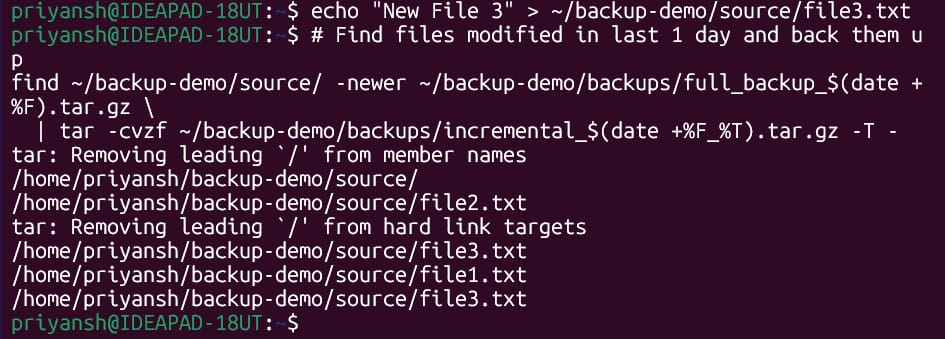 priyansh@IDEAPAD-18UT:~$ echo "New File 3" > ~/backup-demo/source/file3.txt
priyansh@IDEAPAD-18UT:~$ # Find files modified in last 1 day and back them u
p
find ~/backup-demo/source/ -newer ~/backup-demo/backups/full_backup_$(date +
%F).tar.gz \
  | tar -cvzf ~/backup-demo/backups/incremental_$(date +%F_%T).tar.gz -T -
tar: Removing leading `/' from member names
/home/priyansh/backup-demo/source/
/home/priyansh/backup-demo/source/file2.txt
tar: Removing leading `/' from hard link targets
/home/priyansh/backup-demo/source/file3.txt
/home/priyansh/backup-demo/source/file1.txt
/home/priyansh/backup-demo/source/file3.txt
priyansh@IDEAPAD-18UT:~$